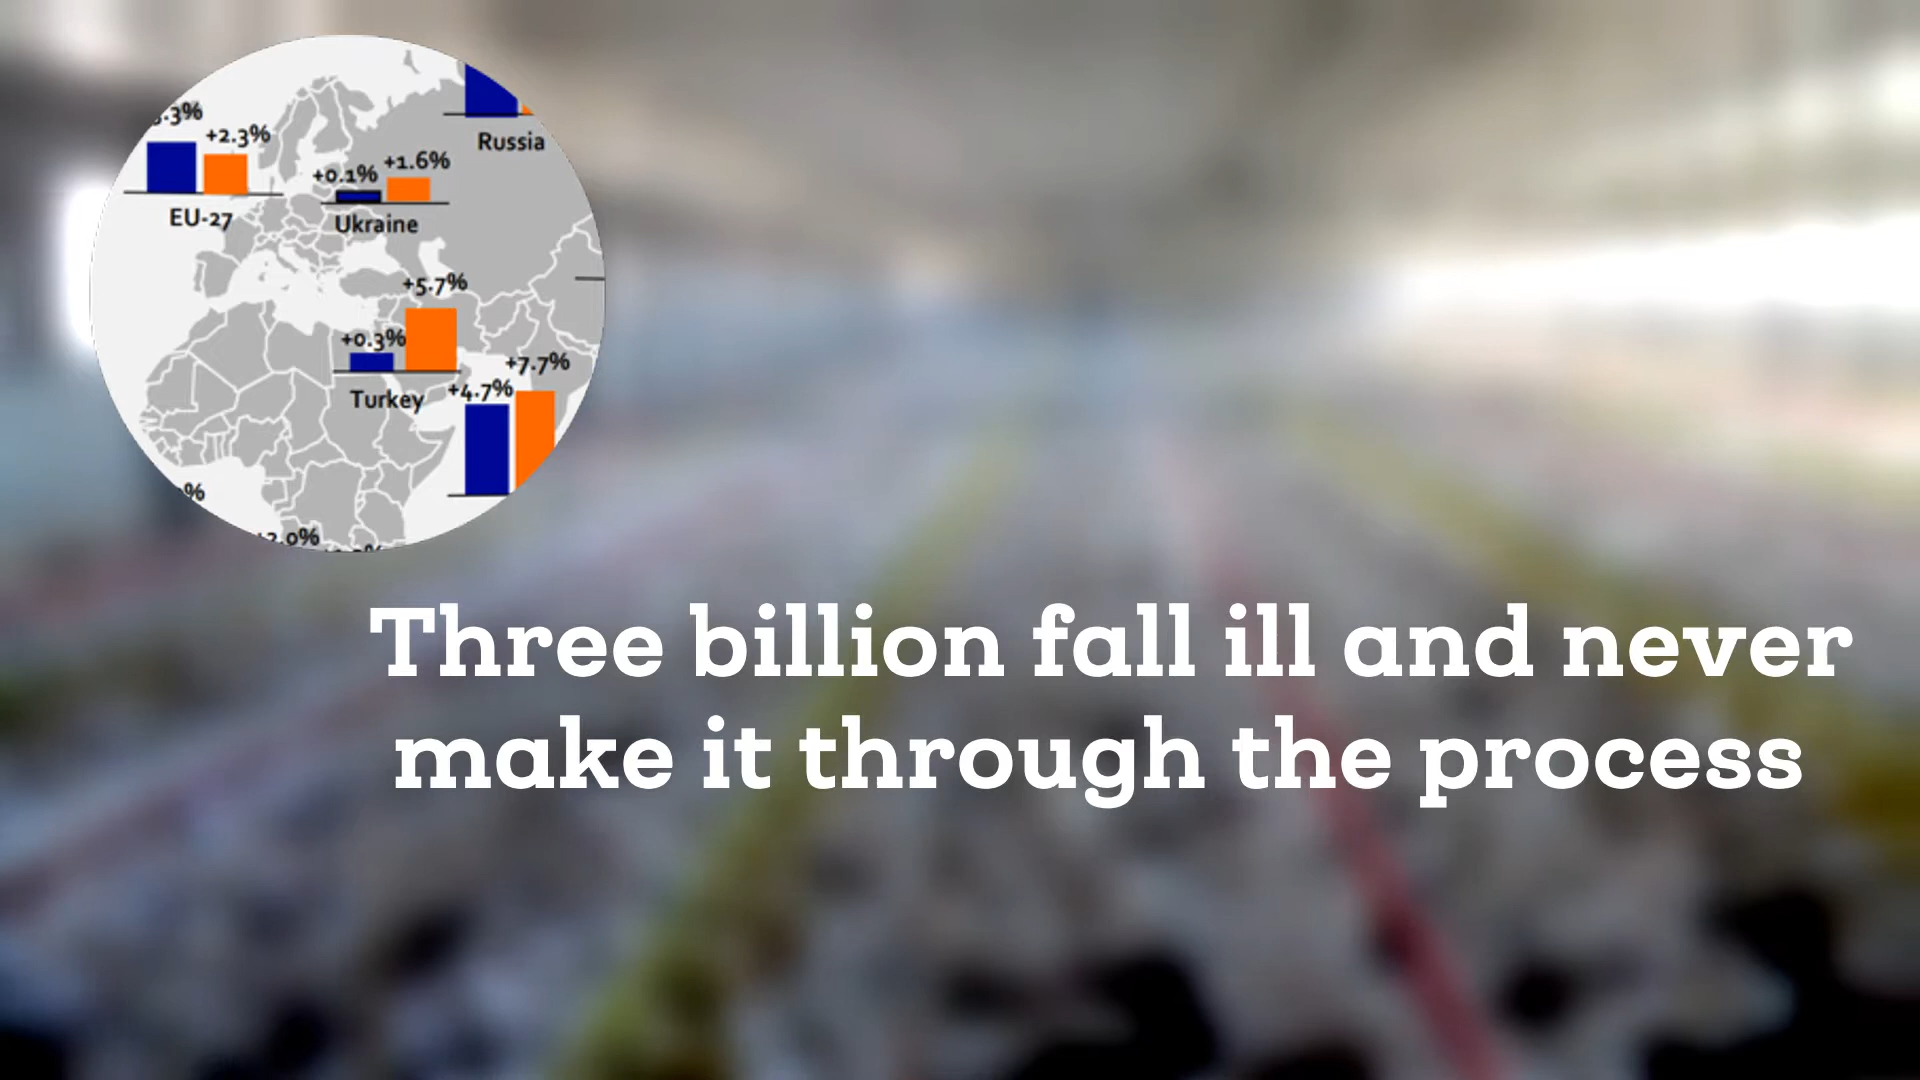 +2.3%
Russia
+1.6%
+0.1%
EU-27
Ukraine
+5.7%
+0.3%
+7.7%
+4.7%
Turkey
Three billion fall ill and never
make it through the process